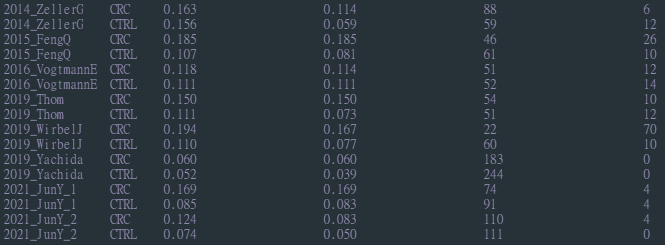 2014_ZellerG CRC 0.163 0.114 88 6
2014_ZellerG CTRL 0.156 0.059 59 12
2015_FengQ CRC 0.185 0.185 46 26
2015_FengQ CTRL 0.107 0.081 61 10
2016_VogtmannE CRC 0.118 0.114 51 12
2016_VogtmannE CTRL 0.111 0.111 52 14
2019_Thom CRC 0.150 0.150 54 10
2019_Thom CTRL 0.111 0.073 51 12
2019_WirbelJ CRC 0.194 0.167 22 70
2019_WirbelJ CTRL 0.110 0.077 60 10
2019_Yachida CRC 0.060 0.060 183 0
2019_Yachida CTRL 0.052 0.039 244 0
2021_JunY_1 CRC 0.169 0.169 74 4
2021_JunY_1 CTRL 0.085 0.083 91 4
2021_JunY_2 CRC 0.124 0.083 110 4
2021_JunY_2 CTRL 0.074 0.050 111 0